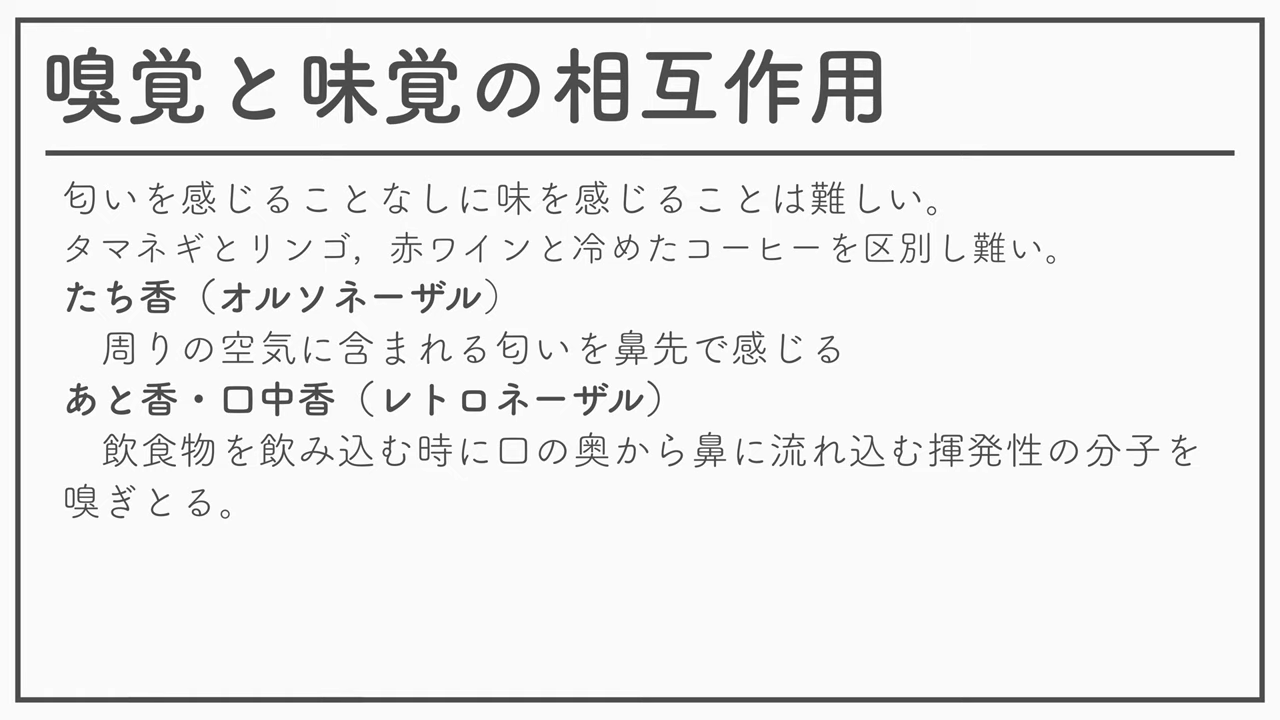 嗅覚と味覚の相互作用
匂いを感じることなしに味を感じることは難しい。
タマネギとリンゴ，赤ワインと冷めたコーヒーを区別し難い。
たち香（オルソネーザル）
周りの空気に含まれる匂いを鼻先で感じる
あと香・口中香（レトロネーザル）
飲食物を飲み込む時に口の奥から鼻に流れ込む揮発性の分子を
嗅ぎとる。